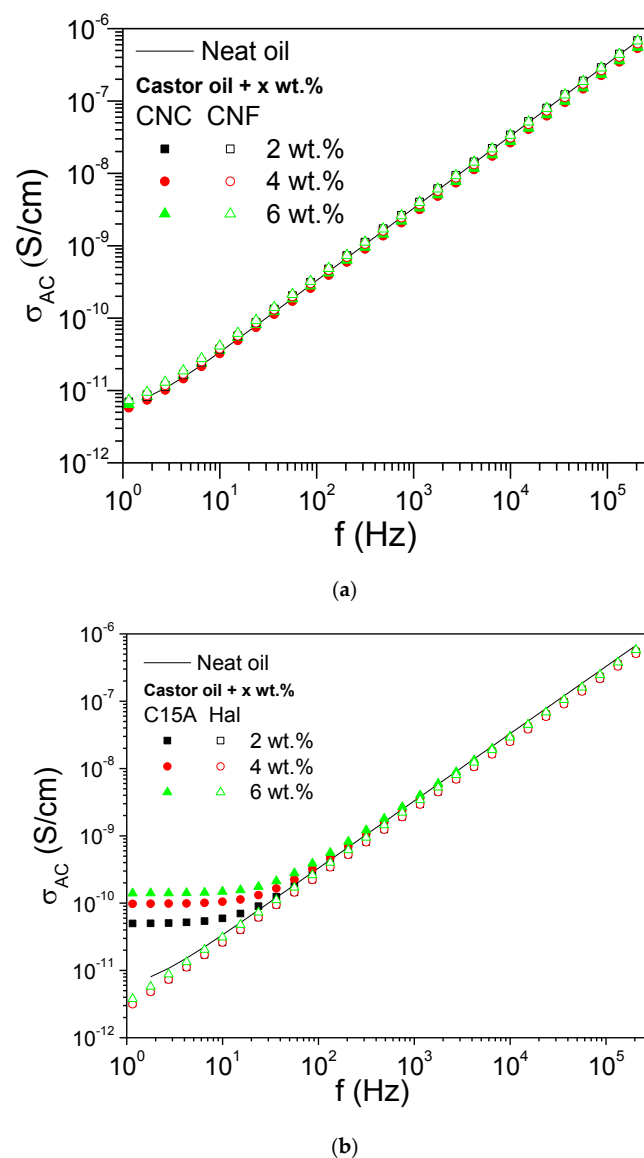 10⁻⁶
10⁻⁷
10⁻⁸
10⁻⁹
10⁻¹⁰
10⁻¹¹
10⁻¹²
σ_AC (S/cm)
Neat oil
Castor oil + x wt.%
CNC CNF
2 wt.%
4 wt.%
6 wt.%
10⁰ 10¹ 10² 10³ 10⁴ 10⁵
f (Hz)
(a)
10⁻⁶
10⁻⁷
10⁻⁸
10⁻⁹
10⁻¹⁰
10⁻¹¹
10⁻¹²
σ_AC (S/cm)
Neat oil
Castor oil + x wt.%
C15A Hal
2 wt.%
4 wt.%
6 wt.%
10⁰ 10¹ 10² 10³ 10⁴ 10⁵
f (Hz)
(b)